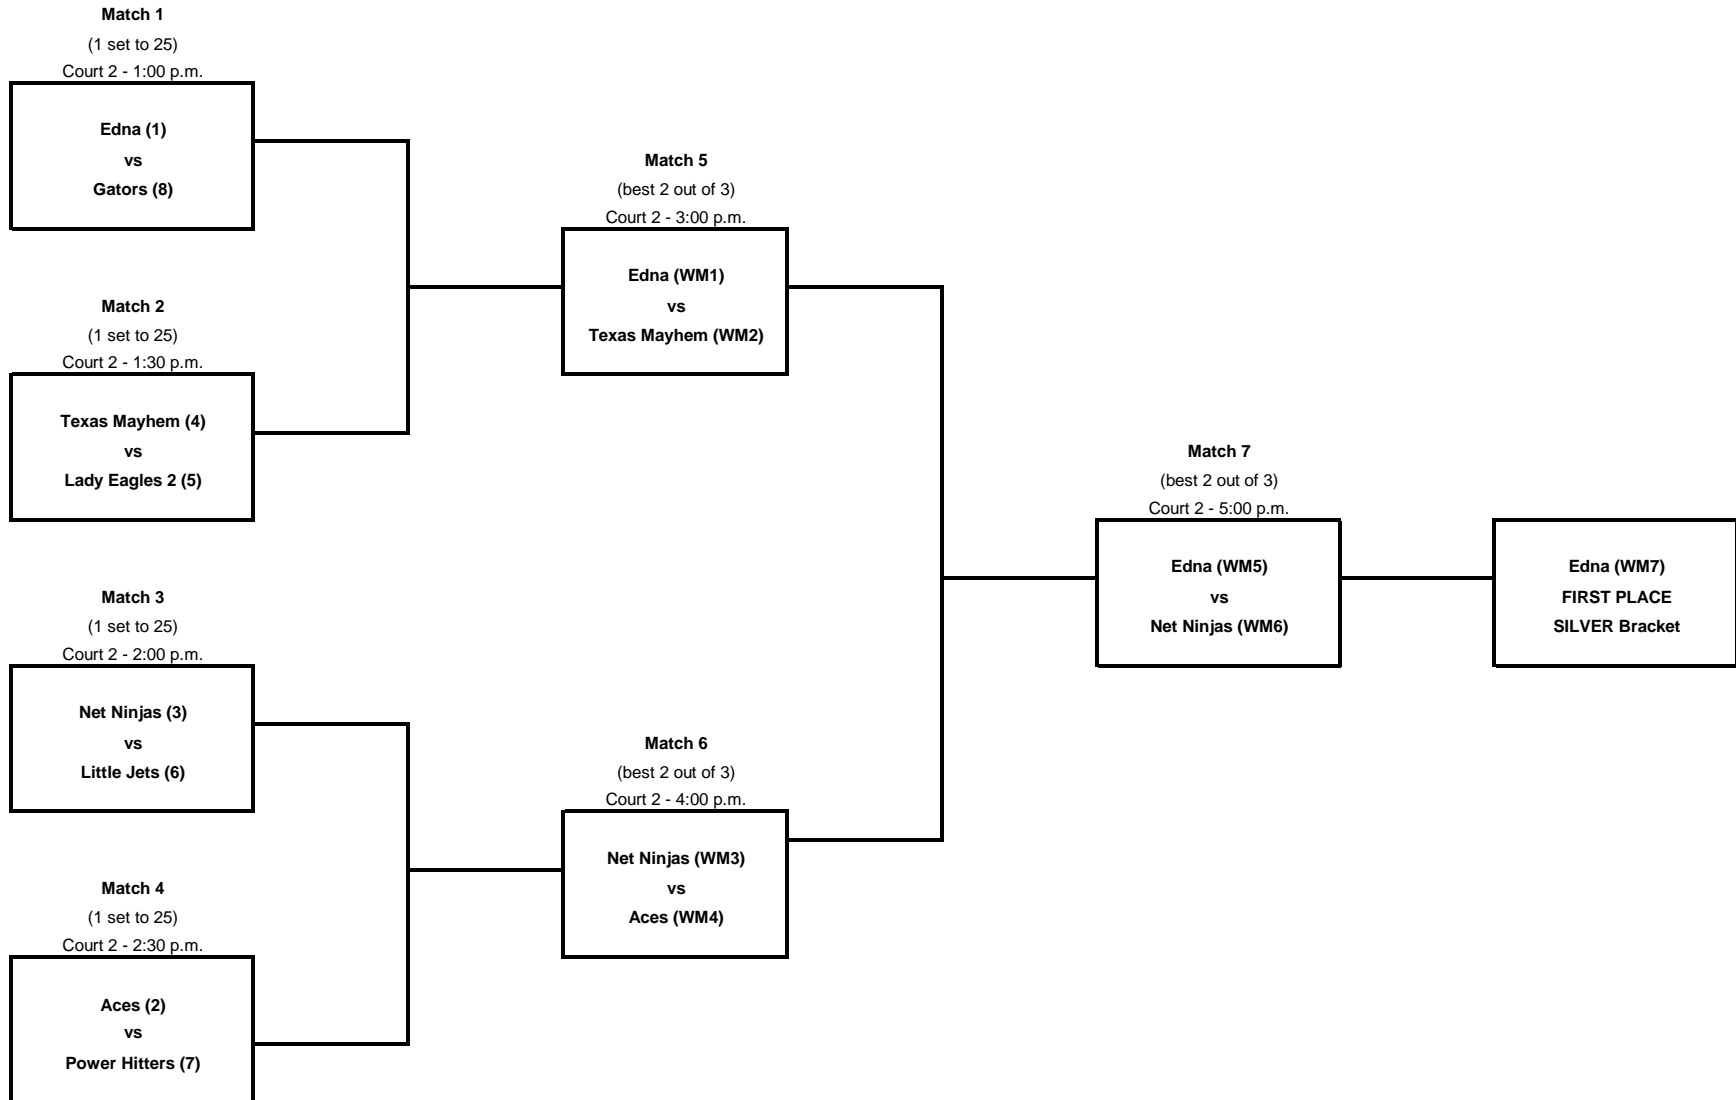 Match 1
(1 set to 25)
Court 2 - 1:00 p.m.
Edna (1)
vs
Gators (8)
Match 2
(1 set to 25)
Court 2 - 1:30 p.m.
Texas Mayhem (4)
vs
Lady Eagles 2 (5)
Match 3
(1 set to 25)
Court 2 - 2:00 p.m.
Net Ninjas (3)
vs
Little Jets (6)
Match 4
(1 set to 25)
Court 2 - 2:30 p.m.
Aces (2)
vs
Power Hitters (7)
Match 5
(best 2 out of 3)
Court 2 - 3:00 p.m.
Edna (WM1)
vs
Texas Mayhem (WM2)
Match 6
(best 2 out of 3)
Court 2 - 4:00 p.m.
Net Ninjas (WM3)
vs
Aces (WM4)
Match 7
(best 2 out of 3)
Court 2 - 5:00 p.m.
Edna (WM5)
vs
Net Ninjas (WM6)
Edna (WM7)
FIRST PLACE
SILVER Bracket